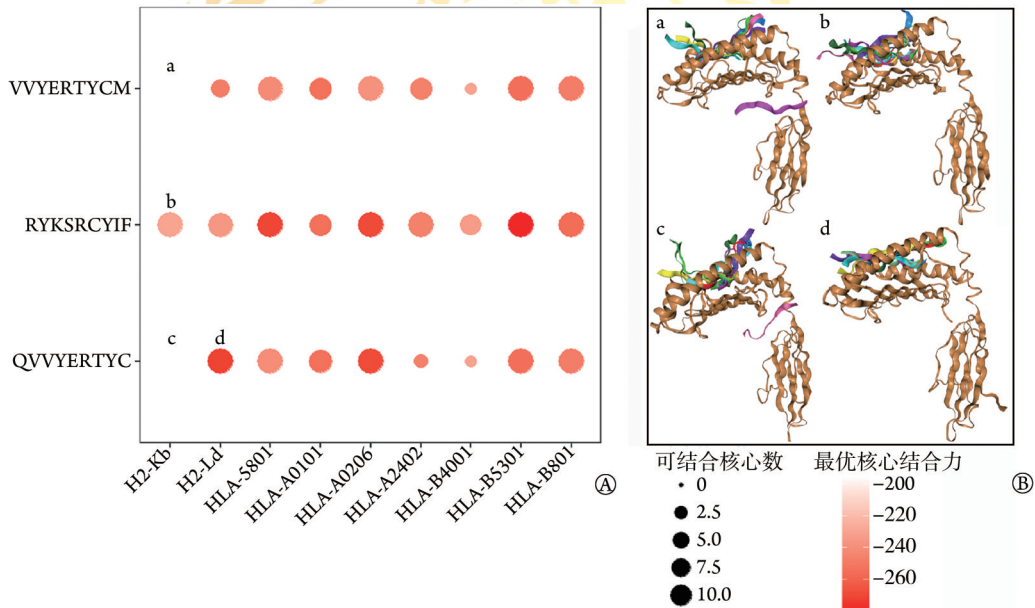 a
VVYERTYCM
b
RYKSRCYIF
c
d
QVVYERTYC
H2-Kb
H2-Ld
HLA-5801
HLA-A0101
HLA-A0206
HLA-A2402
HLA-B4001
HLA-B5301
HLA-B801
Ⓐ
a
b
c
d
可结合核心数
0
2.5
5.0
7.5
10.0
最优核心结合力
−200
−220
−240
−260
Ⓑ